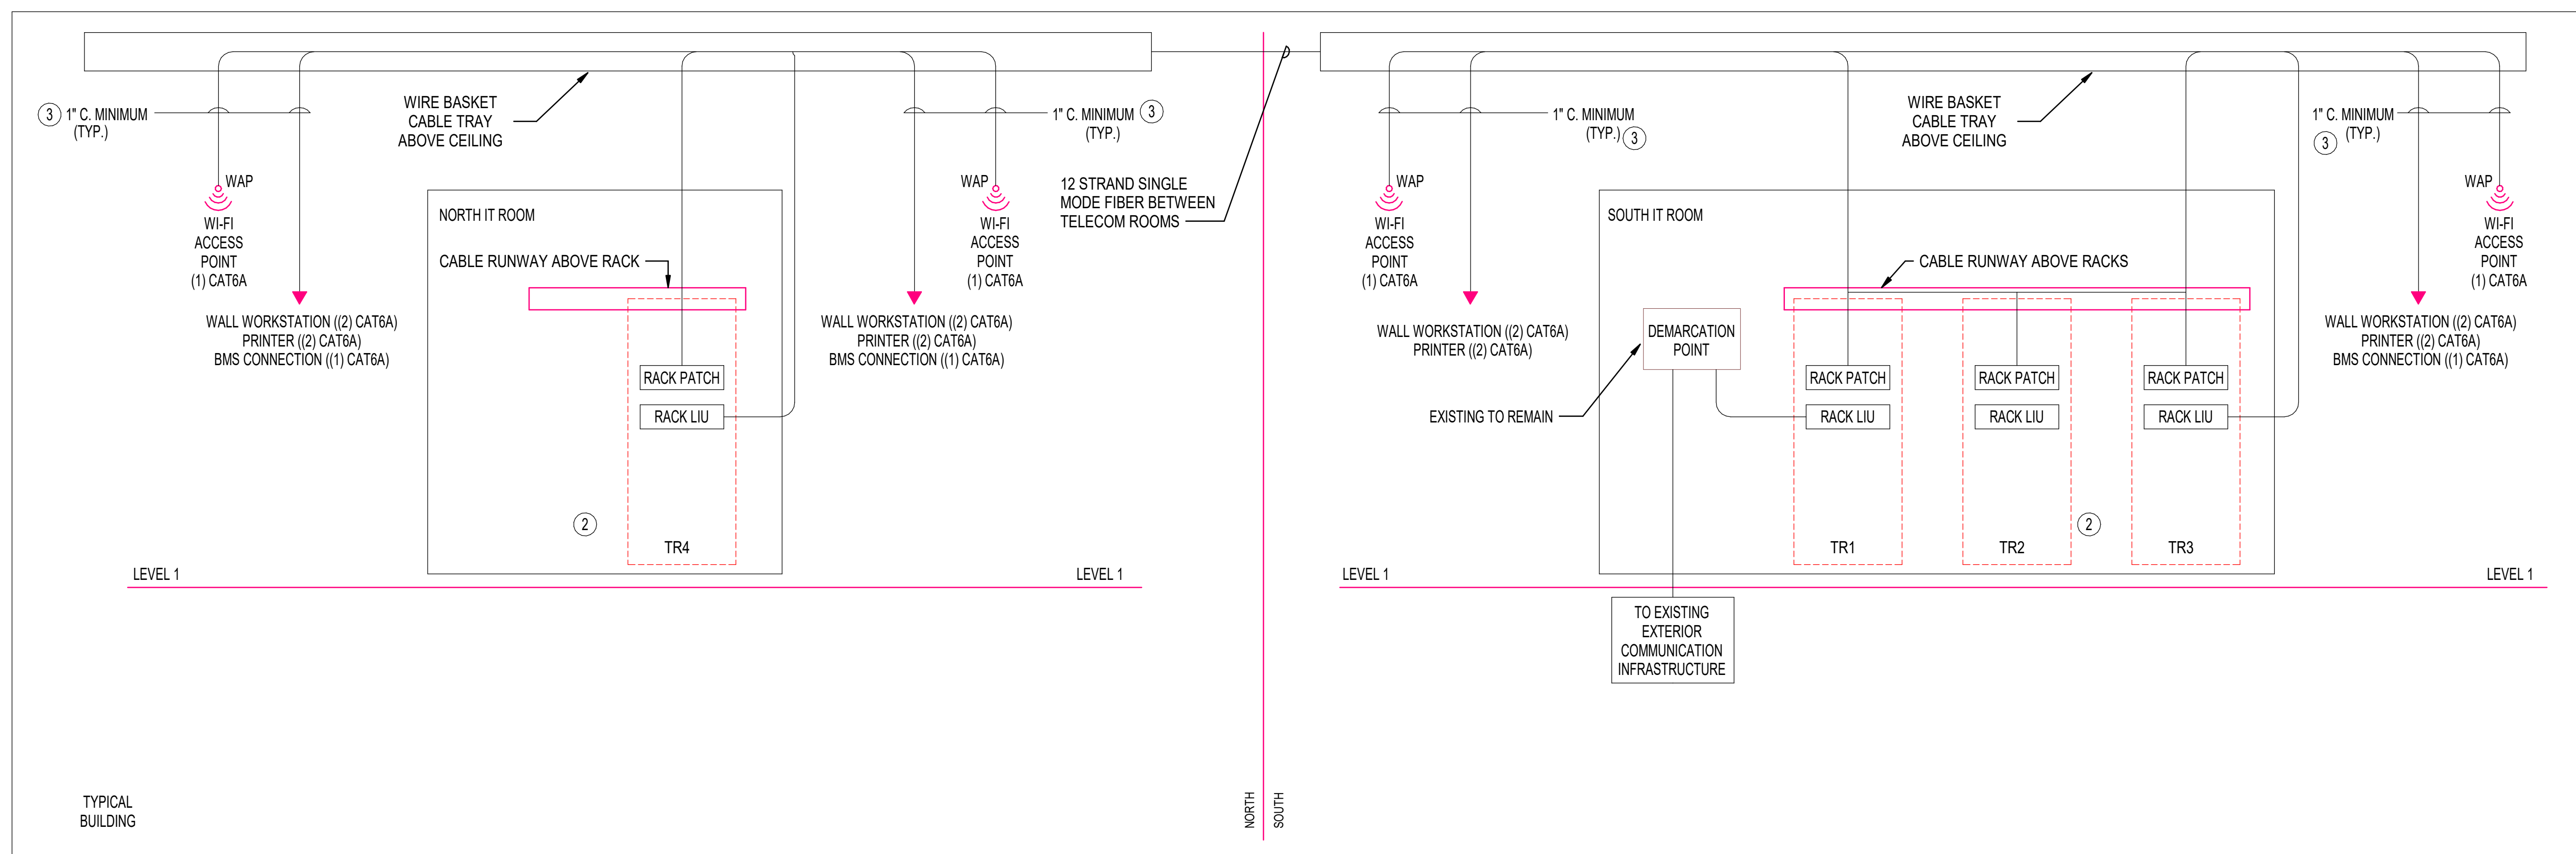 3 1" C. MINIMUM
(TYP.)
WIRE BASKET
CABLE TRAY
ABOVE CEILING
1" C. MINIMUM 3
(TYP.)
WAP
WI-FI
ACCESS
POINT
(1) CAT6A
WALL WORKSTATION ((2) CAT6A)
PRINTER ((2) CAT6A)
BMS CONNECTION ((1) CAT6A)
NORTH IT ROOM
CABLE RUNWAY ABOVE RACK
RACK PATCH
RACK LIU
2
TR4
WAP
WI-FI
ACCESS
POINT
(1) CAT6A
WALL WORKSTATION ((2) CAT6A)
PRINTER ((2) CAT6A)
BMS CONNECTION ((1) CAT6A)
12 STRAND SINGLE
MODE FIBER BETWEEN
TELECOM ROOMS
LEVEL 1
LEVEL 1
TYPICAL
BUILDING
NORTH
SOUTH
1" C. MINIMUM
(TYP.) 3
WIRE BASKET
CABLE TRAY
ABOVE CEILING
1" C. MINIMUM
3 (TYP.)
WAP
WI-FI
ACCESS
POINT
(1) CAT6A
WALL WORKSTATION ((2) CAT6A)
PRINTER ((2) CAT6A)
EXISTING TO REMAIN
SOUTH IT ROOM
CABLE RUNWAY ABOVE RACKS
DEMARCATION
POINT
RACK PATCH
RACK LIU
TR1
RACK PATCH
RACK LIU
TR2
2
RACK PATCH
RACK LIU
TR3
WAP
WI-FI
ACCESS
POINT
(1) CAT6A
WALL WORKSTATION ((2) CAT6A)
PRINTER ((2) CAT6A)
BMS CONNECTION ((1) CAT6A)
LEVEL 1
LEVEL 1
TO EXISTING
EXTERIOR
COMMUNICATION
INFRASTRUCTURE